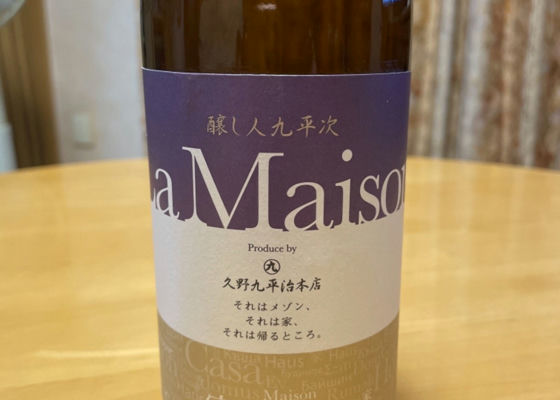 醸し人九平次
La Maison
Produce by
九
久野九平治本店
それはメゾン、
それは家、
それは帰るところ。
Haus
Casa
domus Maison
家